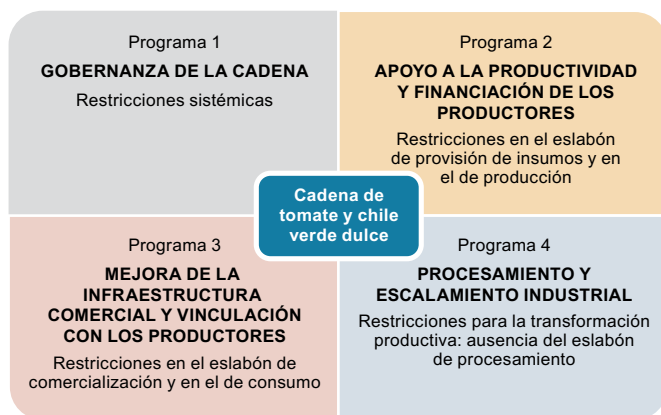 Programa 1
GOBERNANZA DE LA CADENA
Restricciones sistémicas
Programa 2
APOYO A LA PRODUCTIVIDAD
Y FINANCIACIÓN DE LOS
PRODUCTORES
Restricciones en el eslabón
de provisión de insumos y en
el de producción
Cadena de
tomate y chile
verde dulce
Programa 3
MEJORA DE LA
INFRAESTRUCTURA
COMERCIAL Y VINCULACIÓN
CON LOS PRODUCTORES
Restricciones en el eslabón de
comercialización y en el de consumo
Programa 4
PROCESAMIENTO Y
ESCALAMIENTO INDUSTRIAL
Restricciones para la transformación
productiva: ausencia del eslabón
de procesamiento